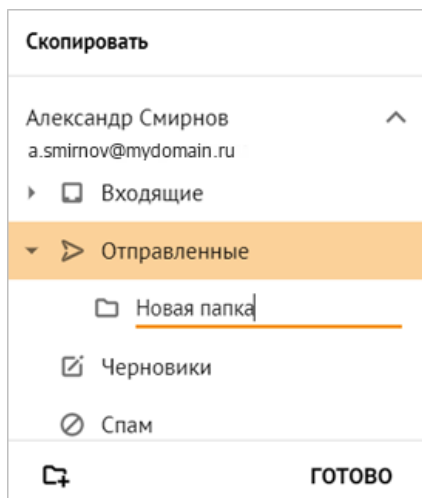 Скопировать
Александр Смирнов
a.smirnov@mydomain.ru
Входящие
Отправленные
Новая папка
Черновики
Спам
ГОТОВО